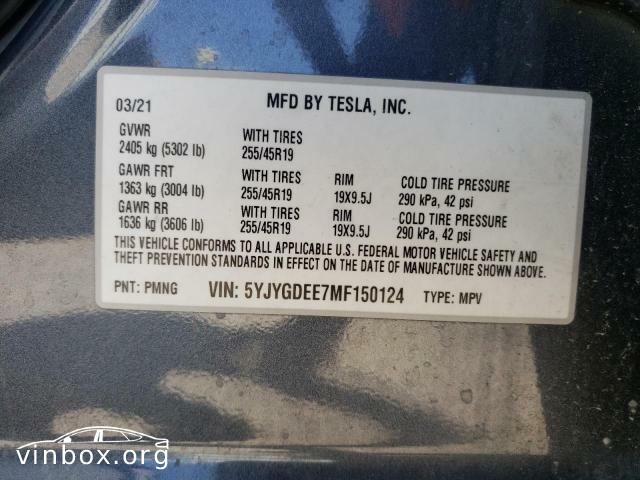 03/21 MFD BY TESLA, INC.
GVWR WITH TIRES
2405 kg (5302 lb) 255/45R19
GAWR FRT WITH TIRES RIM COLD TIRE PRESSURE
1363 kg (3004 lb) 255/45R19 19X9.5J 290 kPa, 42 psi
GAWR RR WITH TIRES RIM COLD TIRE PRESSURE
1636 kg (3606 lb) 255/45R19 19X9.5J 290 kPa, 42 psi
THIS VEHICLE CONFORMS TO ALL APPLICABLE U.S. FEDERAL MOTOR VEHICLE SAFETY AND
THEFT PREVENTION STANDARDS IN EFFECT ON THE DATE OF MANUFACTURE SHOWN ABOVE.
PNT: PMNG VIN: 5YJYGDEE7MF150124 TYPE: MPV
vinbox.org